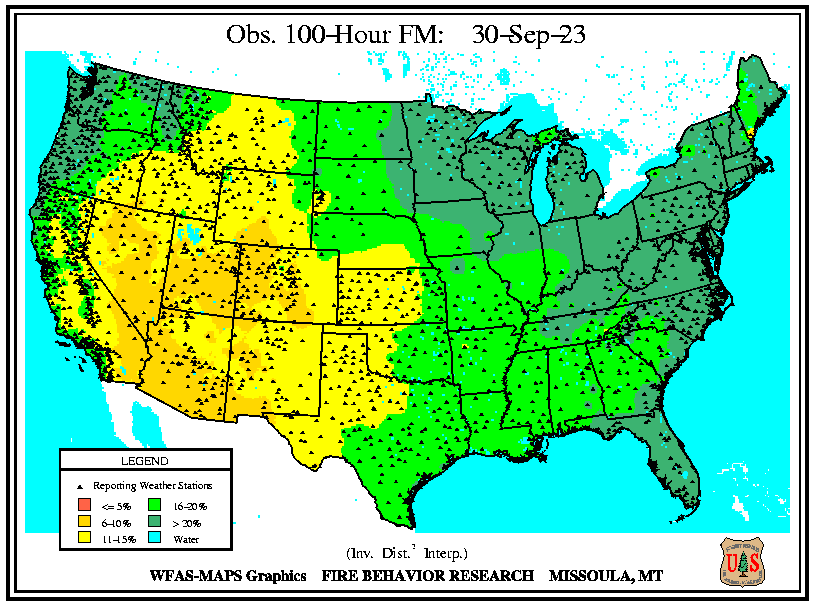 Obs. 100-Hour FM: 30-Sep-23
LEGEND
Reporting Weather Stations
<= 5% 16-20%
6-10% > 20%
11-15% Water
(Inv. Dist.² Interp.)
WFAS-MAPS Graphics FIRE BEHAVIOR RESEARCH MISSOULA, MT
U S